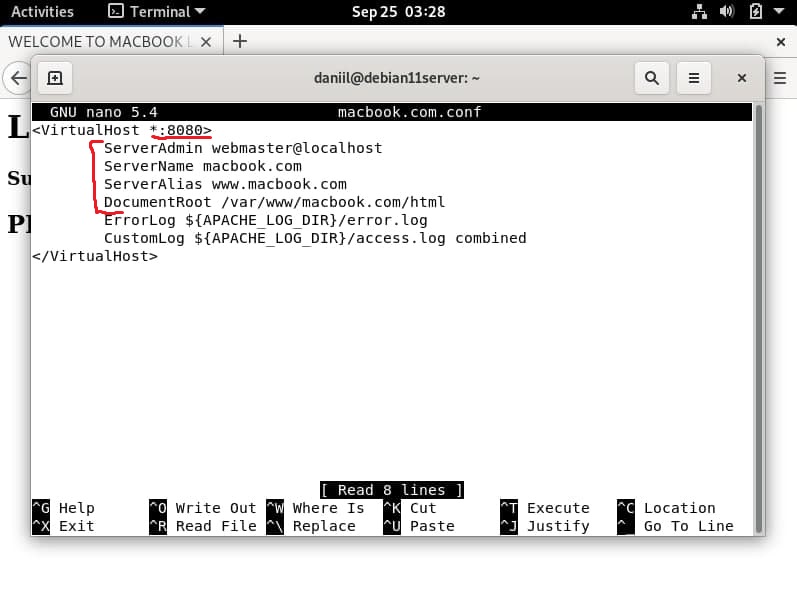 Activities Terminal Sep 25 03:28
WELCOME TO MACBOOK
daniil@debian11server: ~
GNU nano 5.4 macbook.com.conf
<VirtualHost *:8080>
ServerAdmin webmaster@localhost
ServerName macbook.com
ServerAlias www.macbook.com
DocumentRoot /var/www/macbook.com/html
ErrorLog ${APACHE_LOG_DIR}/error.log
CustomLog ${APACHE_LOG_DIR}/access.log combined
</VirtualHost>
[ Read 8 lines ]
^G Help ^O Write Out ^W Where Is ^K Cut ^T Execute ^C Location
^X Exit ^R Read File ^\ Replace ^U Paste ^J Justify ^_ Go To Line